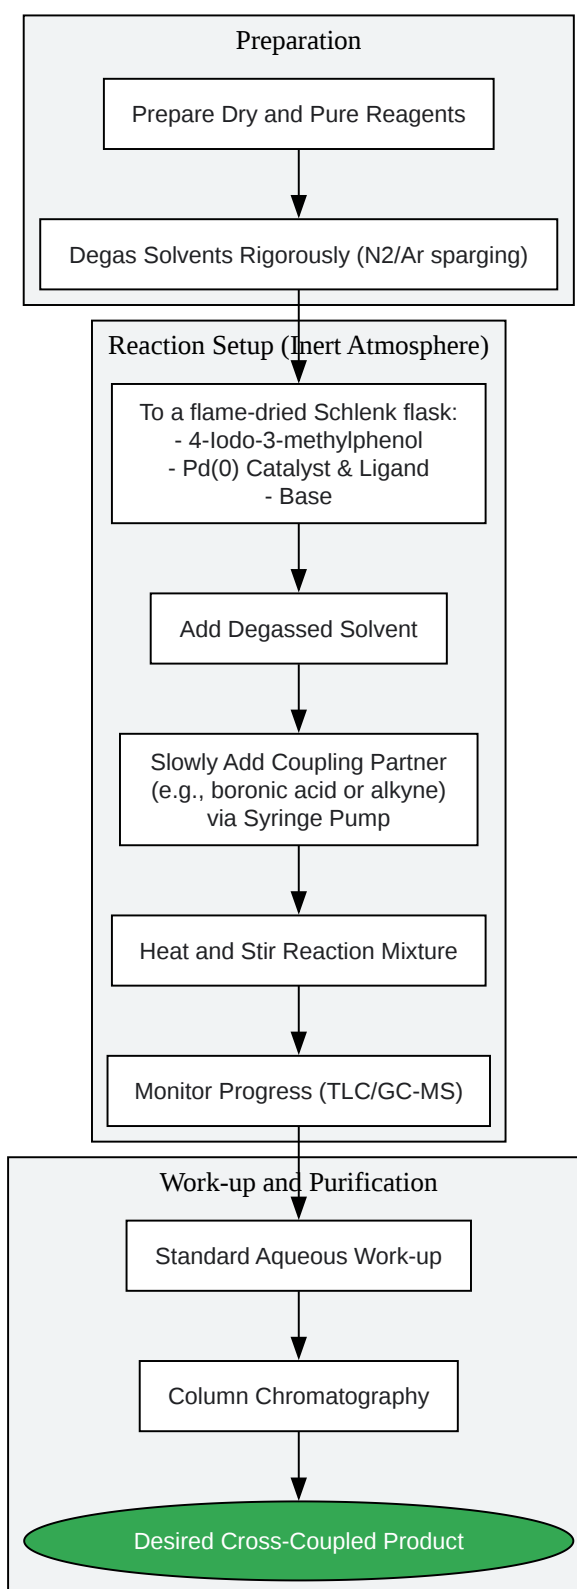 Preparation
Prepare Dry and Pure Reagents
Degas Solvents Rigorously (N2/Ar sparging)
Reaction Setup (Inert Atmosphere)
To a flame-dried Schlenk flask:
- 4-Iodo-3-methylphenol
- Pd(0) Catalyst & Ligand
- Base
Add Degassed Solvent
Slowly Add Coupling Partner
(e.g., boronic acid or alkyne)
via Syringe Pump
Heat and Stir Reaction Mixture
Monitor Progress (TLC/GC-MS)
Work-up and Purification
Standard Aqueous Work-up
Column Chromatography
Desired Cross-Coupled Product